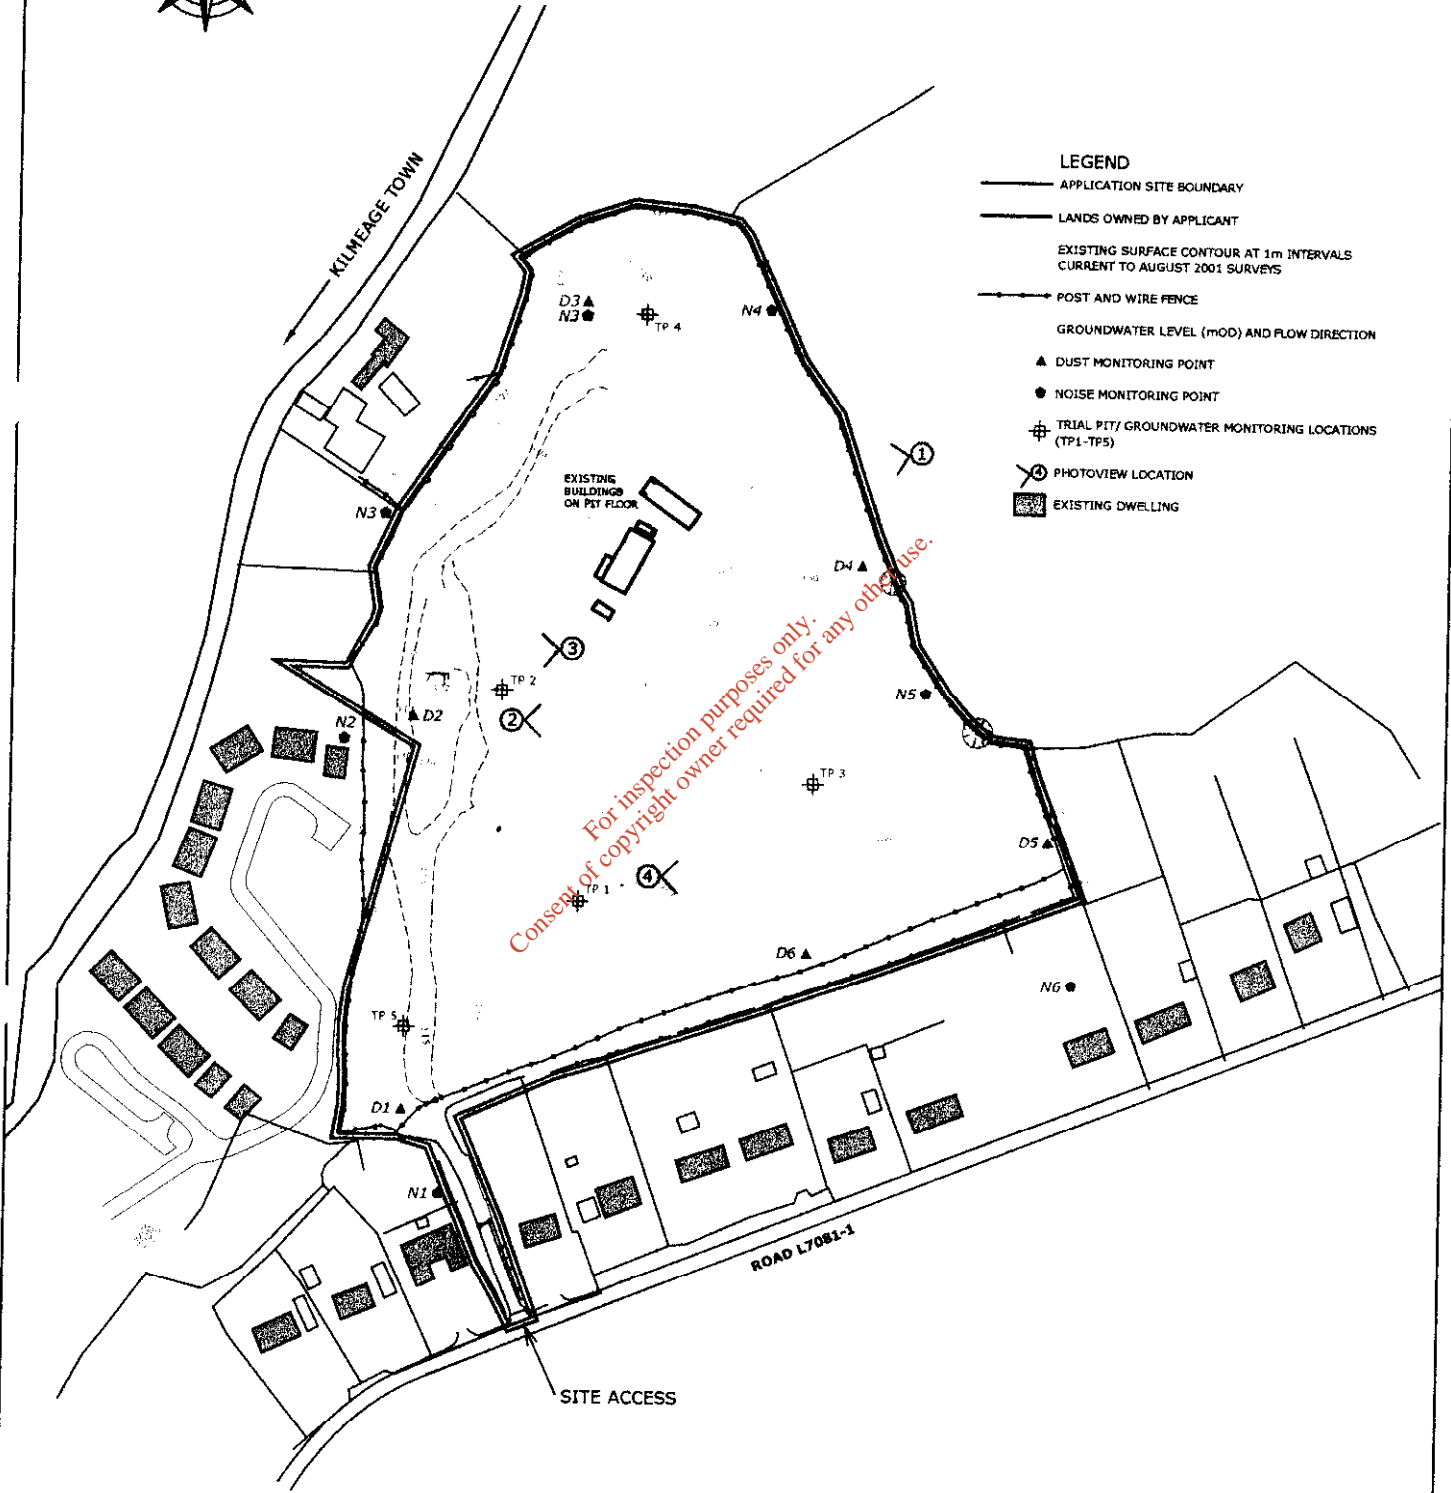 KILMEAGE TOWN
LEGEND
APPLICATION SITE BOUNDARY
LANDS OWNED BY APPLICANT
EXISTING SURFACE CONTOUR AT 1m INTERVALS
CURRENT TO AUGUST 2001 SURVEYS
POST AND WIRE FENCE
GROUNDWATER LEVEL (mOD) AND FLOW DIRECTION
DUST MONITORING POINT
NOISE MONITORING POINT
TRIAL PIT/ GROUNDWATER MONITORING LOCATIONS
(TP1-TP5)
4 PHOTOVIEW LOCATION
EXISTING DWELLING
D3
N3
TP 4
N4
1
EXISTING
BUILDINGS
ON PIT FLOOR
N3
D4
3
TP 2
2
D2
N2
N5
TP 3
D5
4
TP 1
D6
N6
TP 5
D1
N1
ROAD L7081-1
SITE ACCESS
For inspection purposes only.
Consent of copyright owner required for any other use.